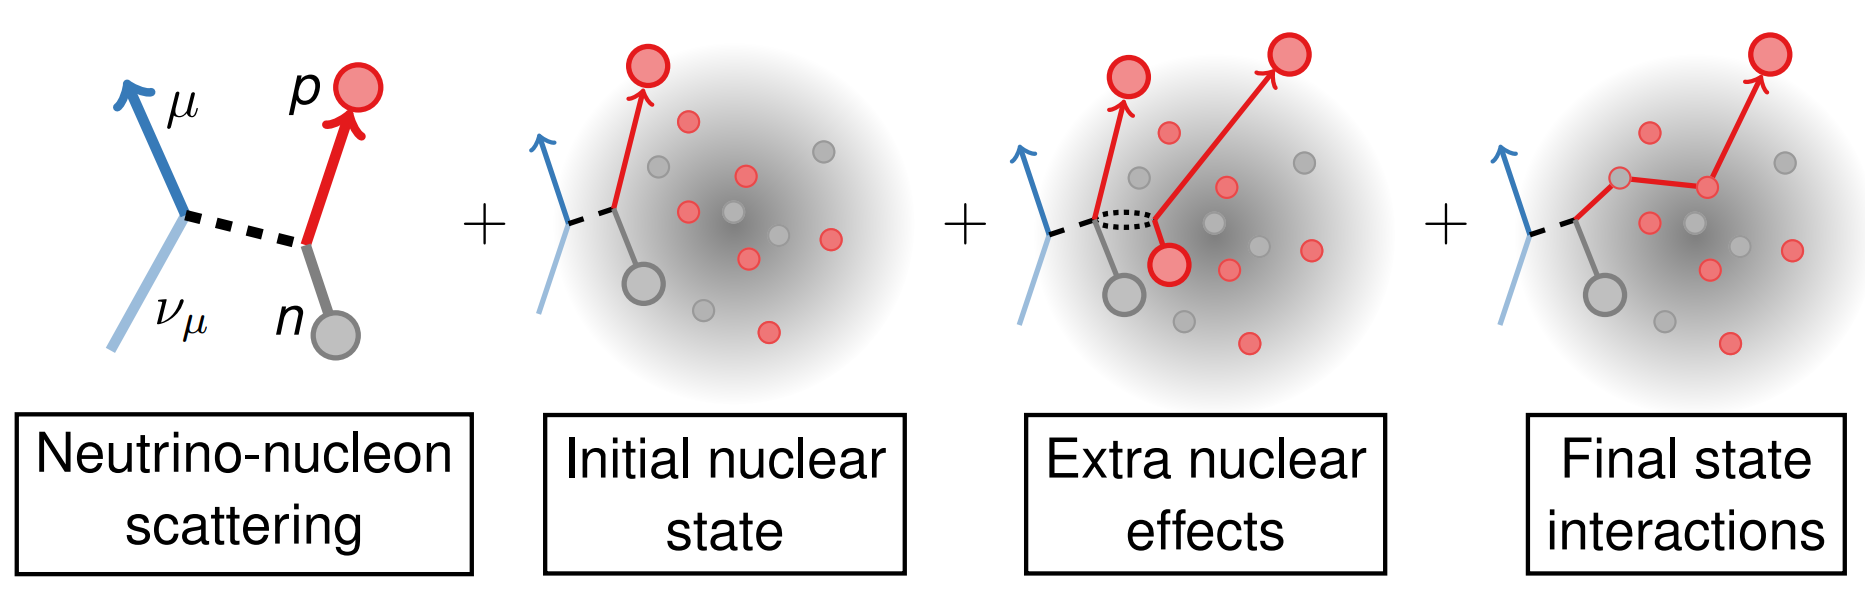 μ
p
ν_μ
n
+
+
+
Neutrino-nucleon
scattering
Initial nuclear
state
Extra nuclear
effects
Final state
interactions